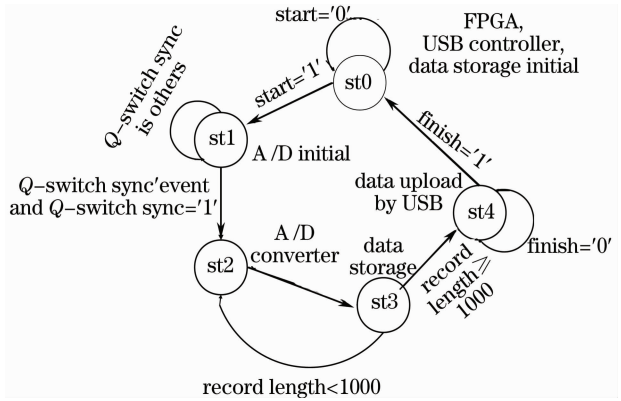 start='0'
FPGA,
USB controller,
data storage initial
st0
start='1'
Q−switch sync
is others
st1
A /D initial
finish='1'
Q−switch sync'event
and Q−switch sync='1'
data upload
by USB
st4
finish='0'
st2
A /D
converter
data
storage
st3
record
length≥
1000
record length<1000